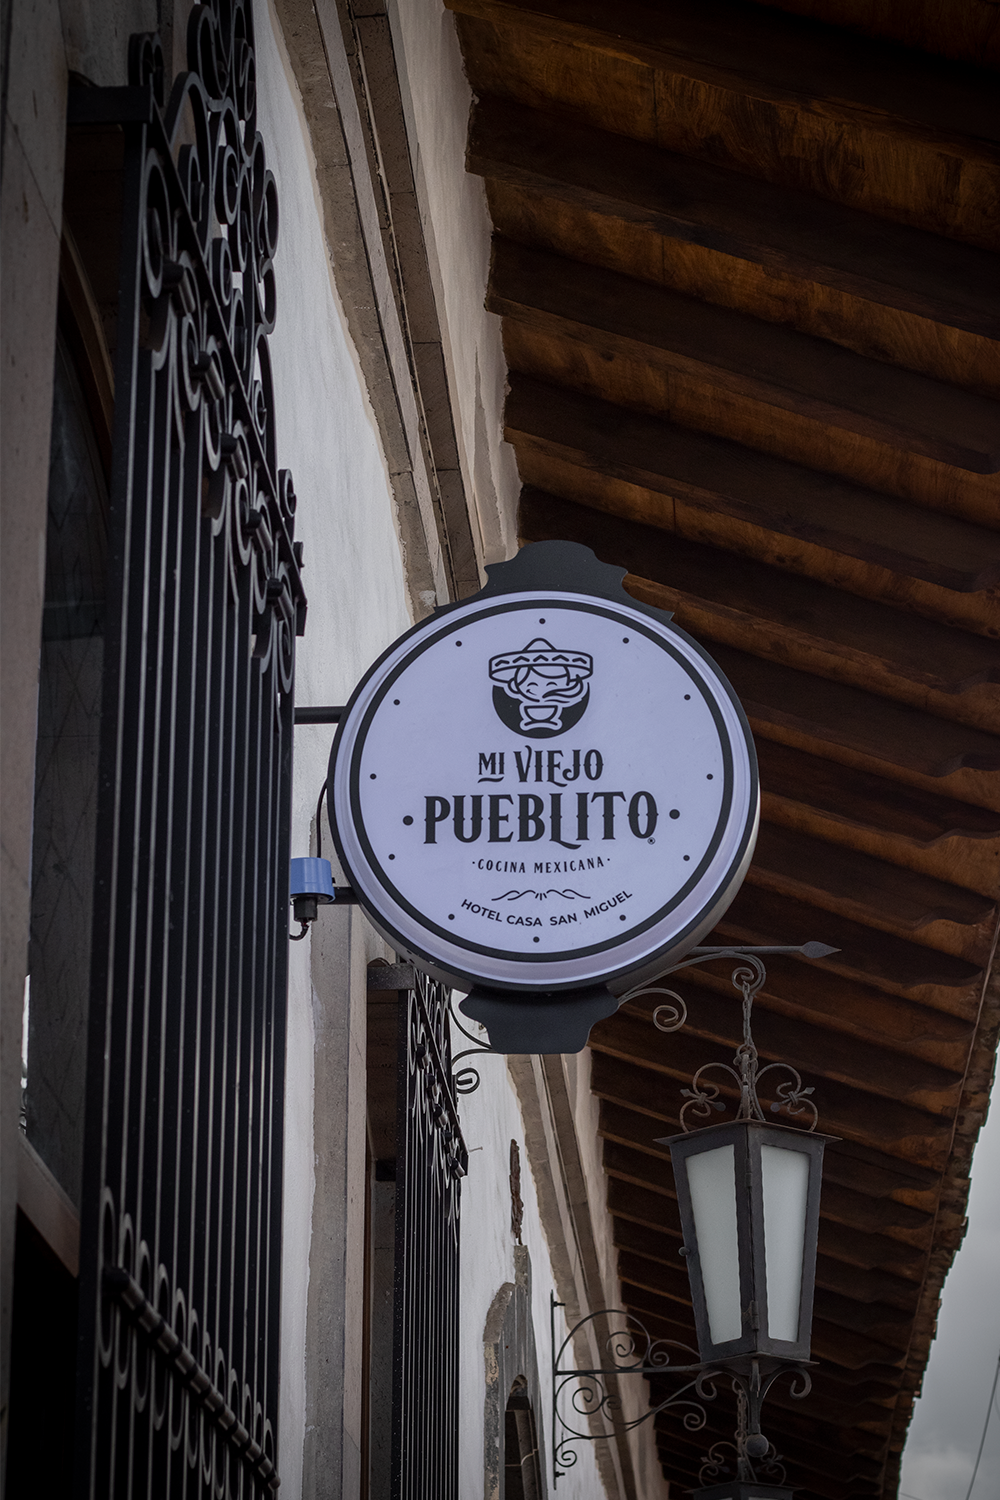 MI VIEJO
PUEBLITO®
·COCINA MEXICANA·
HOTEL CASA SAN MIGUEL